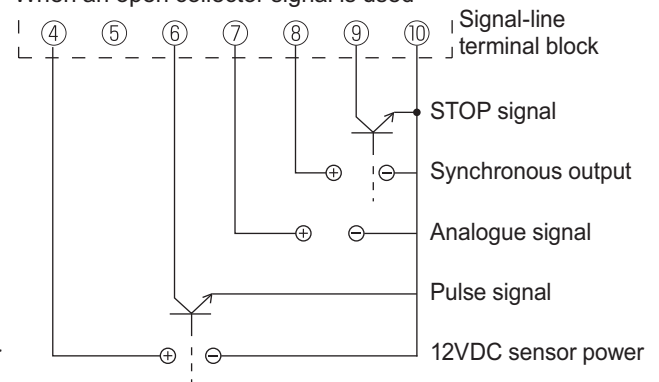 When an open collector signal is used
④ ⑤ ⑥ ⑦ ⑧ ⑨ ⑩
Signal-line
terminal block
STOP signal
⊕ ⊖ Synchronous output
⊕ ⊖ Analogue signal
Pulse signal
⊕ ⊖ 12VDC sensor power